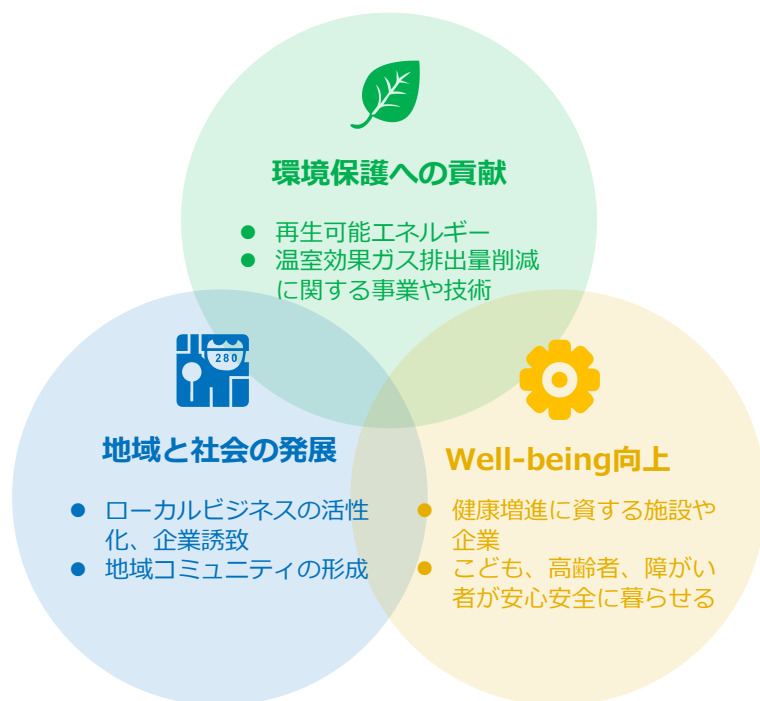 環境保護への貢献
● 再生可能エネルギー
● 温室効果ガス排出量削減
に関する事業や技術
280
地域と社会の発展
● ローカルビジネスの活性
化、企業誘致
● 地域コミュニティの形成
Well-being向上
● 健康増進に資する施設や
企業
● こども、高齢者、障がい
者が安心安全に暮らせる